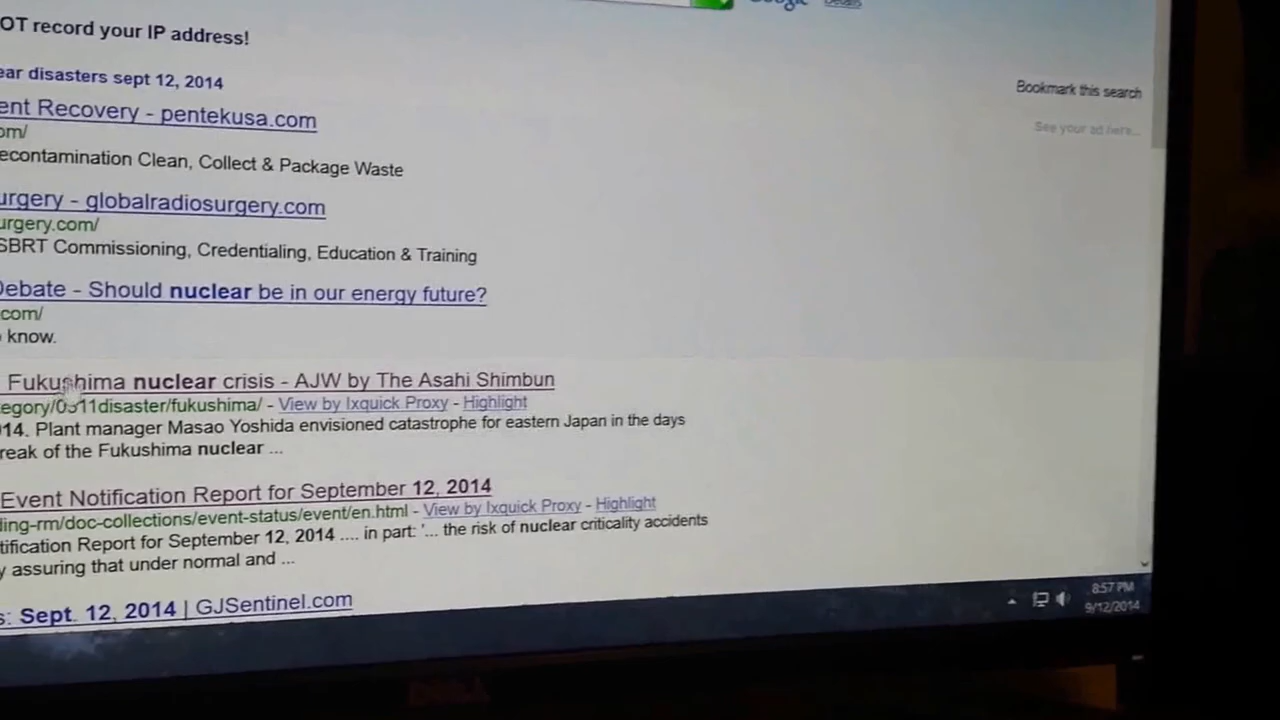 Google Details
OT record your IP address!
ear disasters sept 12, 2014
Bookmark this search
ent Recovery - pentekusa.com
See your ad here...
om/
econtamination Clean, Collect & Package Waste
urgery - globalradiosurgery.com
urgery.com/
SBRT Commissioning, Credentialing, Education & Training
Debate - Should nuclear be in our energy future?
com/
know.
Fukushima nuclear crisis - AJW by The Asahi Shimbun
egory/0311disaster/fukushima/ - View by Ixquick Proxy - Highlight
14. Plant manager Masao Yoshida envisioned catastrophe for eastern Japan in the days
reak of the Fukushima nuclear ...
Event Notification Report for September 12, 2014
ding-rm/doc-collections/event-status/event/en.html - View by Ixquick Proxy - Highlight
tification Report for September 12, 2014 .... in part: '... the risk of nuclear criticality accidents
y assuring that under normal and ...
s: Sept. 12, 2014 | GJSentinel.com
8:57 PM
9/12/2014
DELL